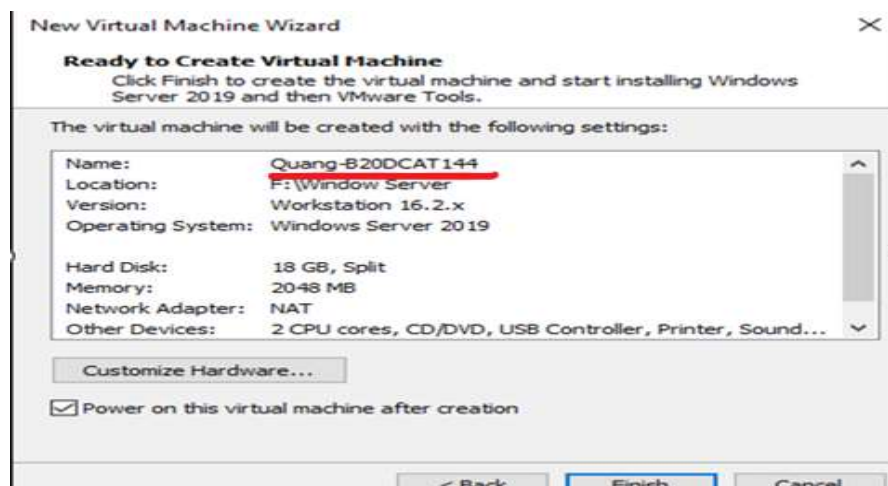 New Virtual Machine Wizard
Ready to Create Virtual Machine
Click Finish to create the virtual machine and start installing Windows
Server 2019 and then VMware Tools.
The virtual machine will be created with the following settings:
Name: Quang-B20DCAT144
Location: F:\Window Server
Version: Workstation 16.2.x
Operating System: Windows Server 2019
Hard Disk: 18 GB, Split
Memory: 2048 MB
Network Adapter: NAT
Other Devices: 2 CPU cores, CD/DVD, USB Controller, Printer, Sound...
Customize Hardware...
Power on this virtual machine after creation
< Back Finish Cancel